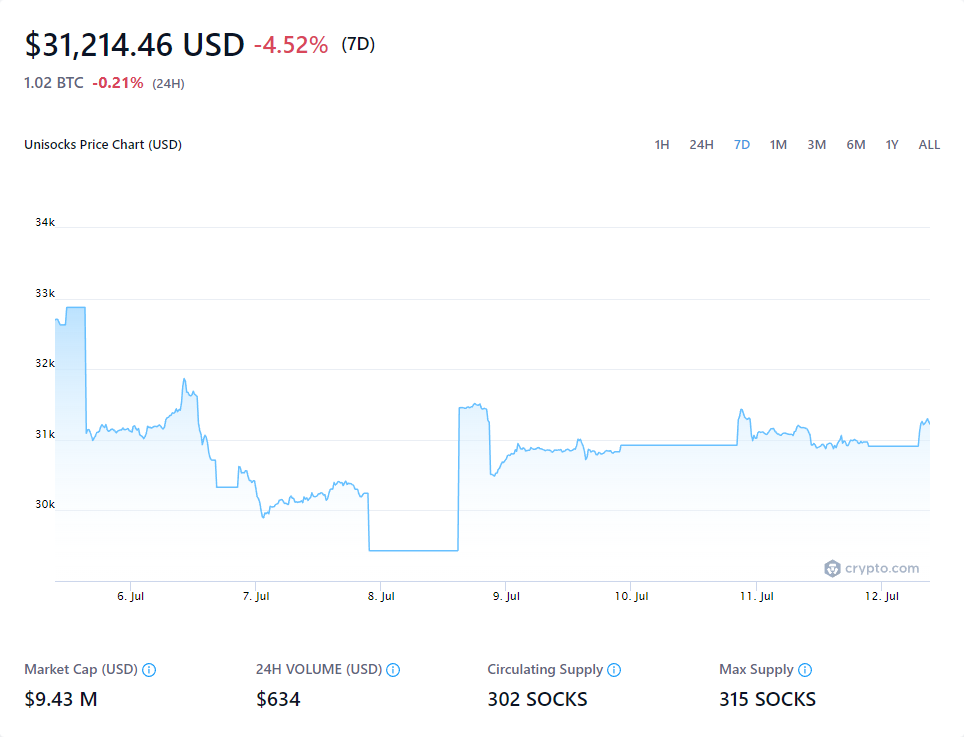 $31,214.46 USD -4.52% (7D)
1.02 BTC -0.21% (24H)
Unisocks Price Chart (USD) 1H 24H 7D 1M 3M 6M 1Y ALL
34k
33k
32k
31k
30k
crypto.com
6. Jul 7. Jul 8. Jul 9. Jul 10. Jul 11. Jul 12. Jul
Market Cap (USD) 24H VOLUME (USD) Circulating Supply Max Supply
$9.43 M $634 302 SOCKS 315 SOCKS